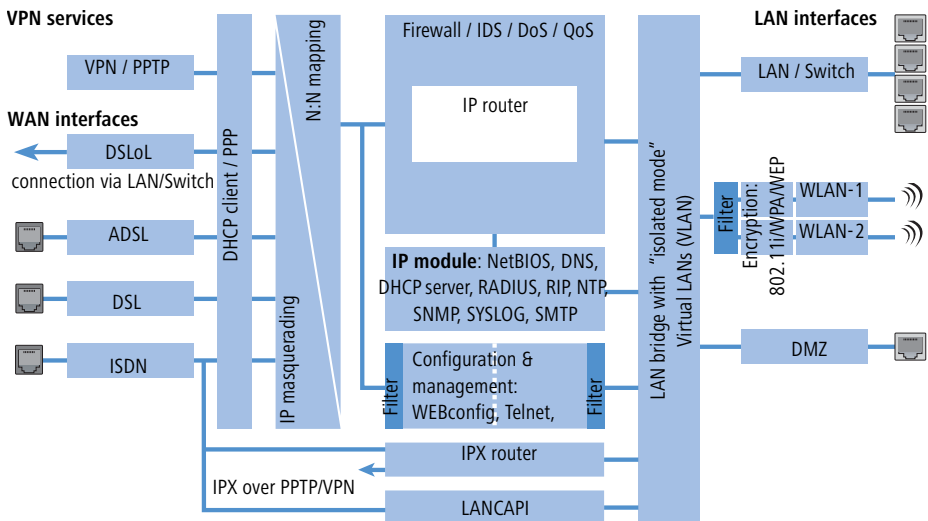 VPN services
LAN interfaces
VPN / PPTP
WAN interfaces
DSLoL
connection via LAN/Switch
ADSL
DSL
ISDN
DHCP client / PPP
IP masquerading
N:N mapping
Firewall / IDS / DoS / QoS
IP router
IP module: NetBIOS, DNS,
DHCP server, RADIUS, RIP, NTP,
SNMP, SYSLOG, SMTP
Filter
Configuration &
management:
WEBconfig, Telnet,
Filter
IPX router
IPX over PPTP/VPN
LANCAPI
LAN bridge with "isolated mode"
Virtual LANs (VLAN)
LAN / Switch
Filter
Encryption:
802.11i/WPA/WEP
WLAN-1
WLAN-2
DMZ